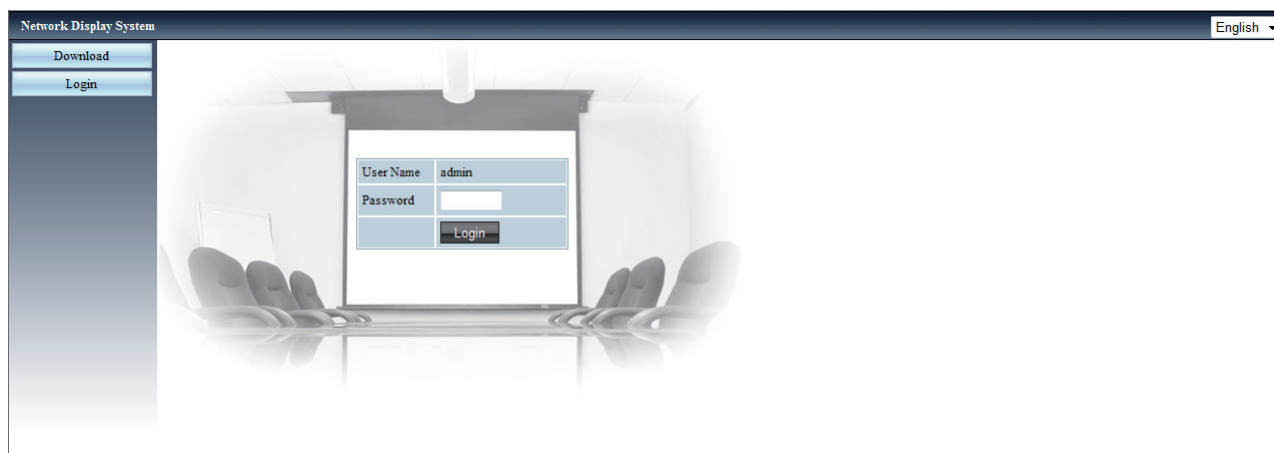 Network Display System
English
Download
Login
User Name admin
Password
Login